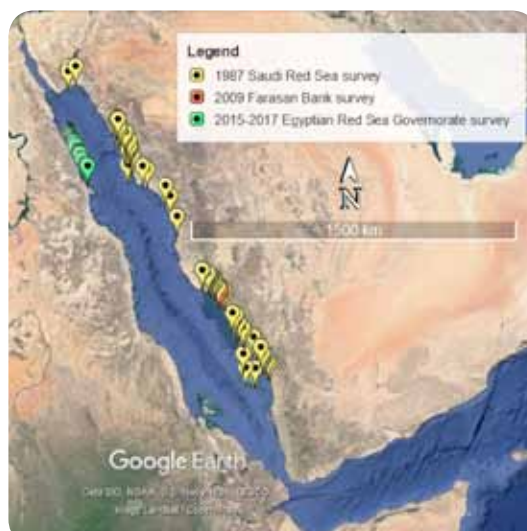 Legend
1987 Saudi Red Sea survey
2009 Farasan Bank survey
2015-2017 Egyptian Red Sea Governorate survey
N
1500 km
Google Earth